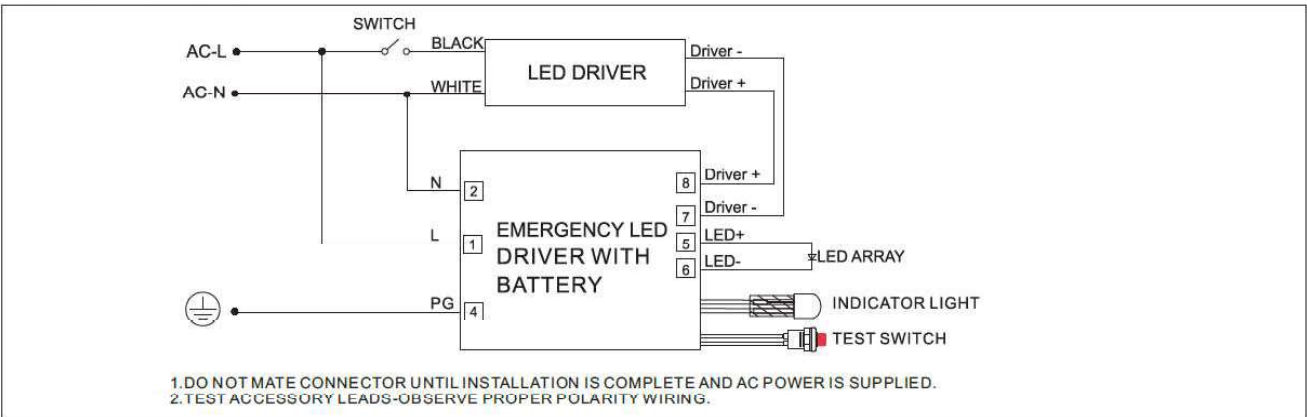 SWITCH
AC-L
BLACK
LED DRIVER
Driver -
AC-N
WHITE
Driver +
N
2
8
Driver +
7
Driver -
L
1
EMERGENCY LED
DRIVER WITH
BATTERY
5
LED+
LED ARRAY
6
LED-
PG
4
INDICATOR LIGHT
TEST SWITCH
1.DO NOT MATE CONNECTOR UNTIL INSTALLATION IS COMPLETE AND AC POWER IS SUPPLIED.
2.TEST ACCESSORY LEADS-OBSERVE PROPER POLARITY WIRING.